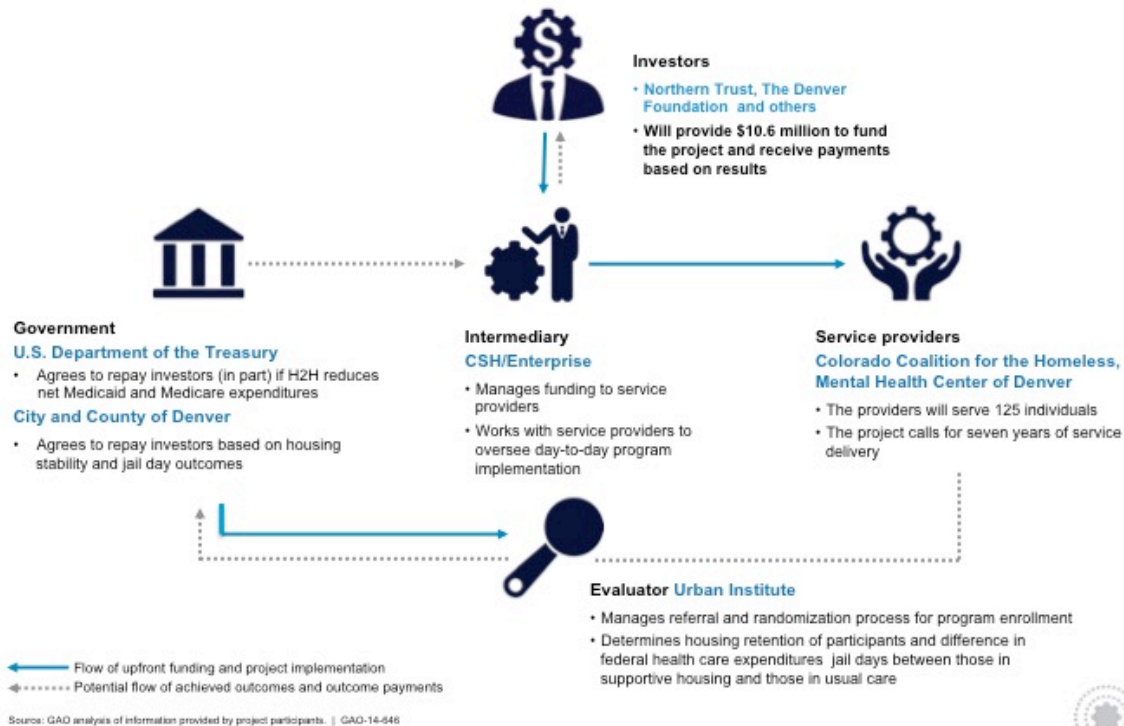 $
Investors
• Northern Trust, The Denver
Foundation and others
• Will provide $10.6 million to fund
the project and receive payments
based on results
Government
U.S. Department of the Treasury
• Agrees to repay investors (in part) if H2H reduces
net Medicaid and Medicare expenditures
City and County of Denver
• Agrees to repay investors based on housing
stability and jail day outcomes
Intermediary
CSH/Enterprise
• Manages funding to service
providers
• Works with service providers to
oversee day-to-day program
implementation
Service providers
Colorado Coalition for the Homeless,
Mental Health Center of Denver
• The providers will serve 125 individuals
• The project calls for seven years of service
delivery
Evaluator Urban Institute
• Manages referral and randomization process for program enrollment
• Determines housing retention of participants and difference in
federal health care expenditures jail days between those in
supportive housing and those in usual care
Flow of upfront funding and project implementation
Potential flow of achieved outcomes and outcome payments
Source: GAO analysis of information provided by project participants. | GAO-14-646